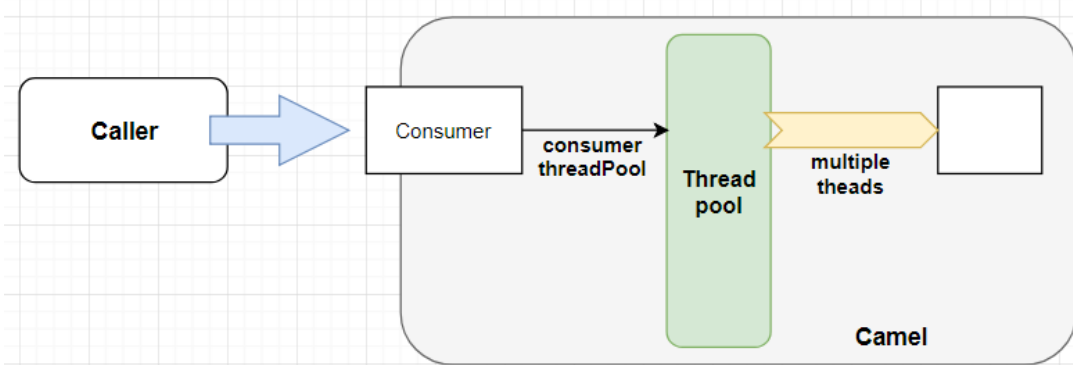 Caller
Consumer
consumer
threadPool
Thread
pool
multiple
theads
Camel